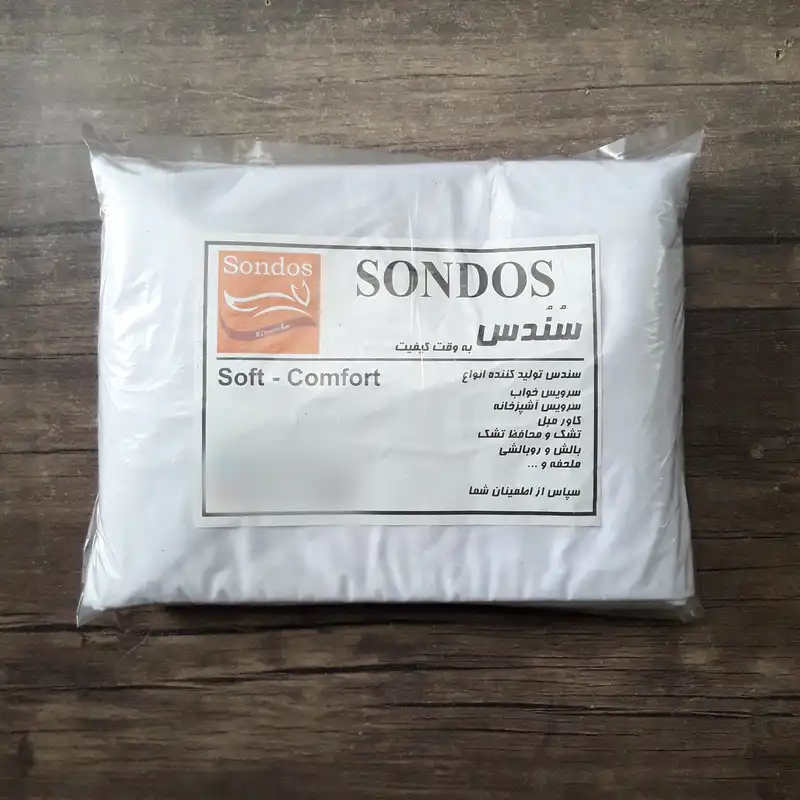 Sondos
SONDOS
سُندُس
به وقت کیفیت
Soft - Comfort
سندس تولید کننده انواع
سرویس خواب
سرویس آشپزخانه
کاور مبل
تشک و محافظ تشک
بالش و روبالشی
ملحفه و ...
سپاس از اطمینان شما